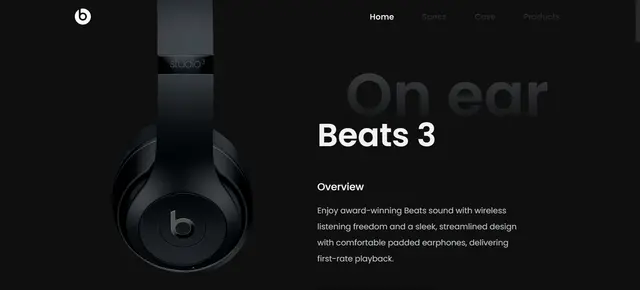 Home
Specs
Case
Products
studio³
On ear
Beats 3
Overview
Enjoy award-winning Beats sound with wireless
listening freedom and a sleek, streamlined design
with comfortable padded earphones, delivering
first-rate playback.